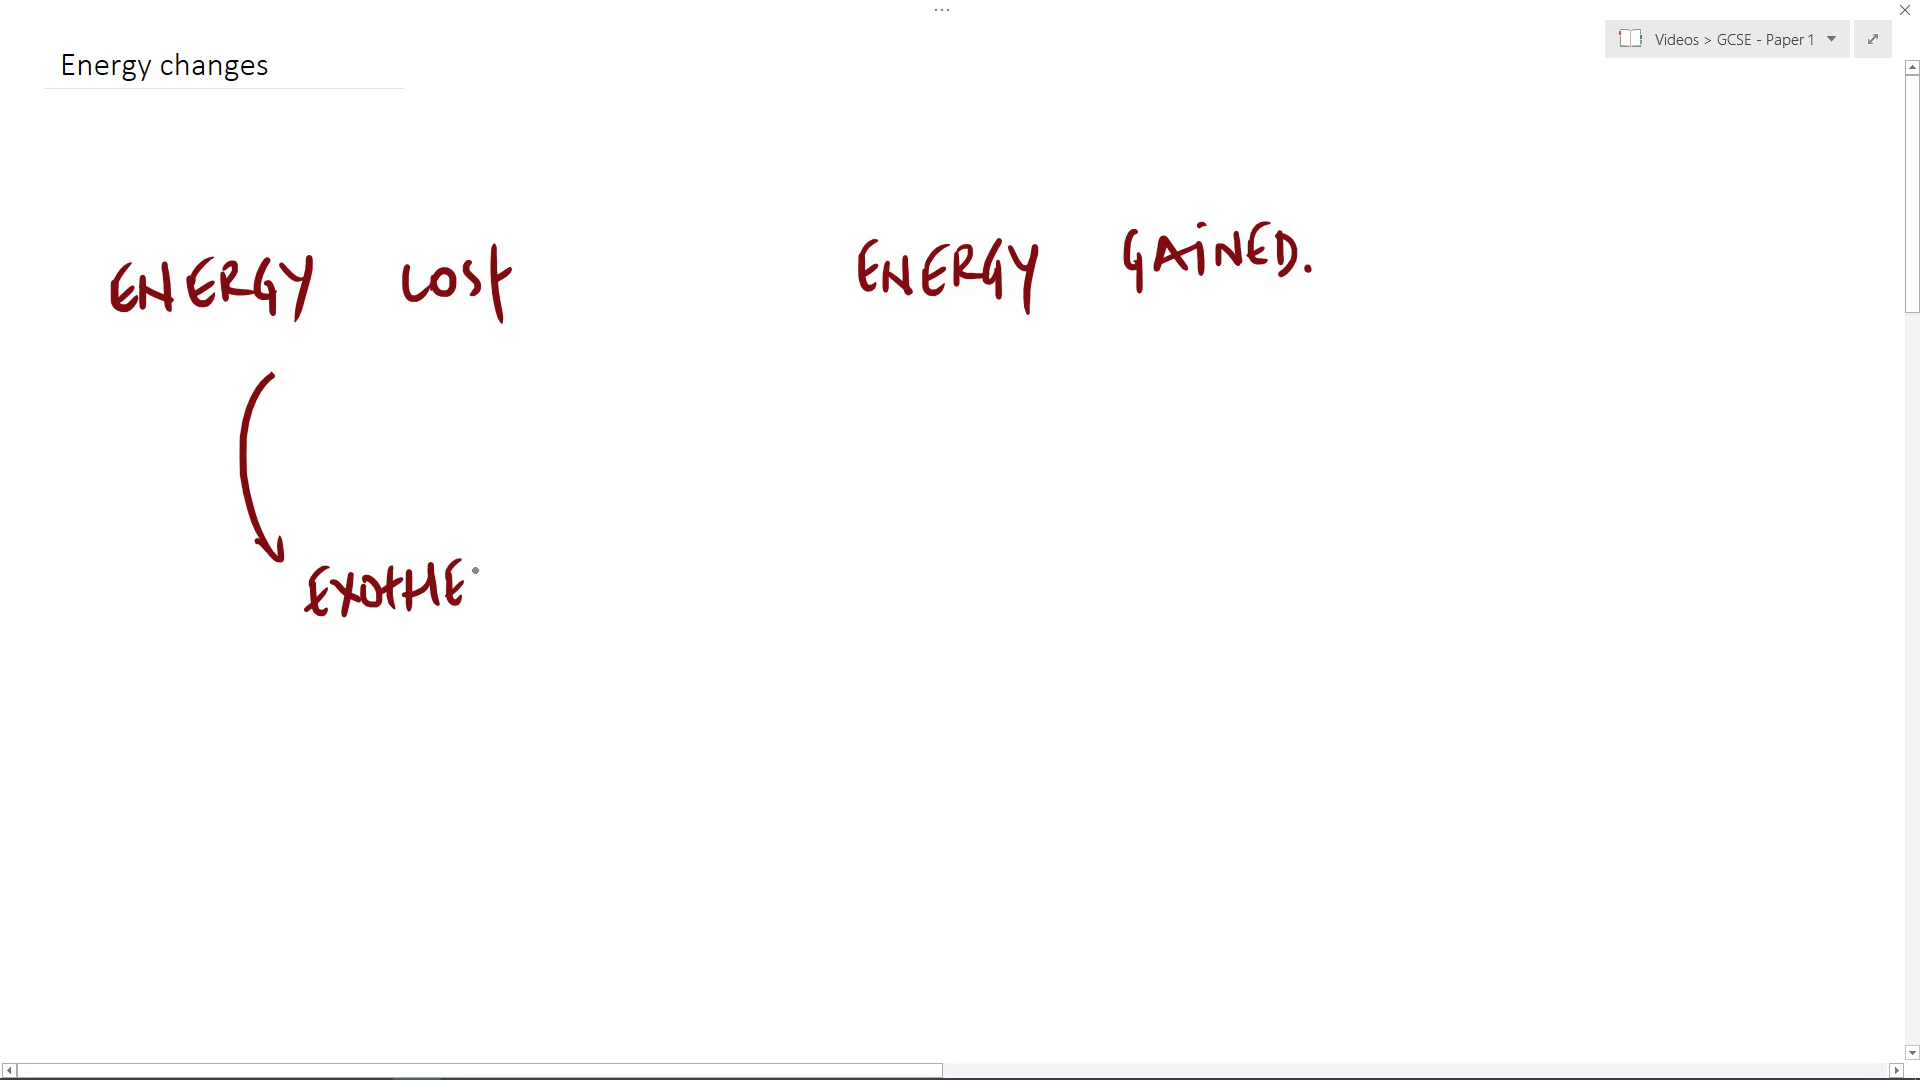 Videos > GCSE - Paper 1
Energy changes
ENERGY LOST
ENERGY GAINED.
EXOTHE